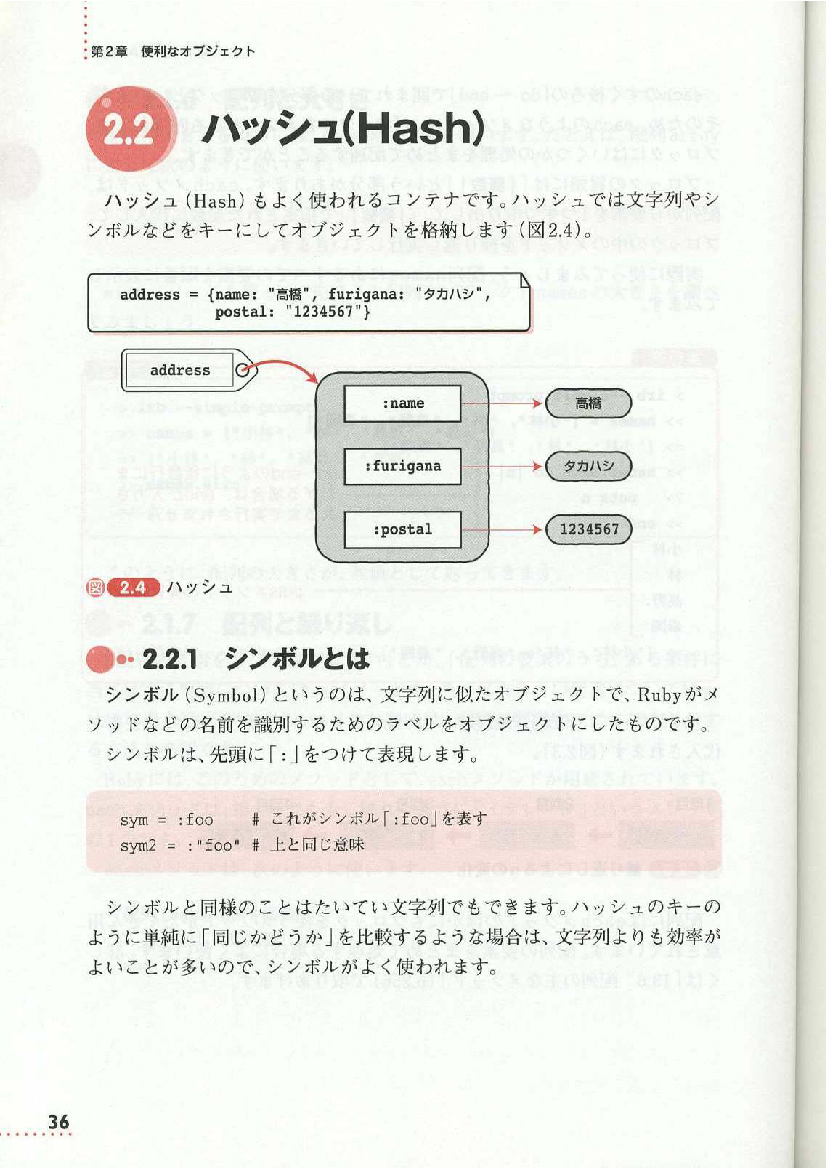 第2章 便利なオブジェクト
2.2 ハッシュ(Hash)
ハッシュ(Hash)もよく使われるコンテナです。ハッシュでは文字列やシ
ンボルなどをキーにしてオブジェクトを格納します(図2.4)。
address = {name: "高橋", furigana: "タカハシ",
postal: "1234567"}
address
:name 高橋
:furigana タカハシ
:postal 1234567
図 2.4 ハッシュ
2.2.1 シンボルとは
シンボル(Symbol)というのは、文字列に似たオブジェクトで、Rubyがメ
ソッドなどの名前を識別するためのラベルをオブジェクトにしたものです。
シンボルは、先頭に「:」をつけて表現します。
sym = :foo # これがシンボル「:foo」を表す
sym2 = :"foo" # 上と同じ意味
シンボルと同様のことはたいてい文字列でもできます。ハッシュのキーの
ように単純に「同じかどうか」を比較するような場合は、文字列よりも効率が
よいことが多いので、シンボルがよく使われます。
36